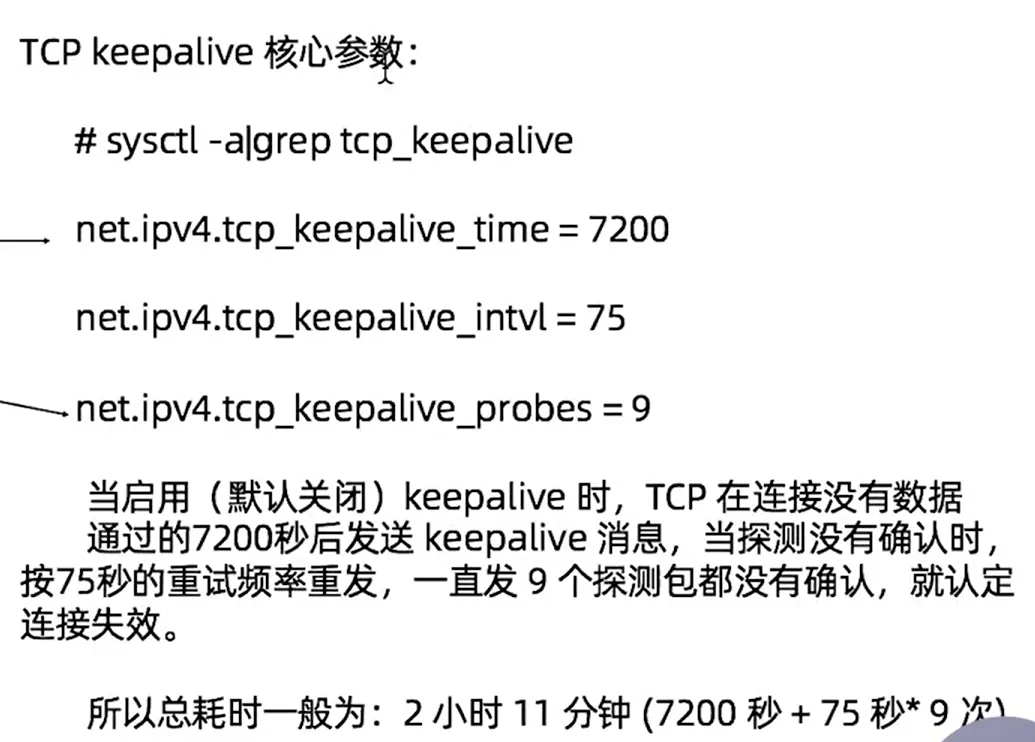 TCP keepalive 核心参数：
# sysctl -a|grep tcp_keepalive
net.ipv4.tcp_keepalive_time = 7200
net.ipv4.tcp_keepalive_intvl = 75
net.ipv4.tcp_keepalive_probes = 9
当启用（默认关闭）keepalive 时，TCP 在连接没有数据
通过的7200秒后发送 keepalive 消息，当探测没有确认时，
按75秒的重试频率重发，一直发 9 个探测包都没有确认，就认定
连接失效。
所以总耗时一般为：2 小时 11 分钟 (7200 秒 + 75 秒* 9 次)